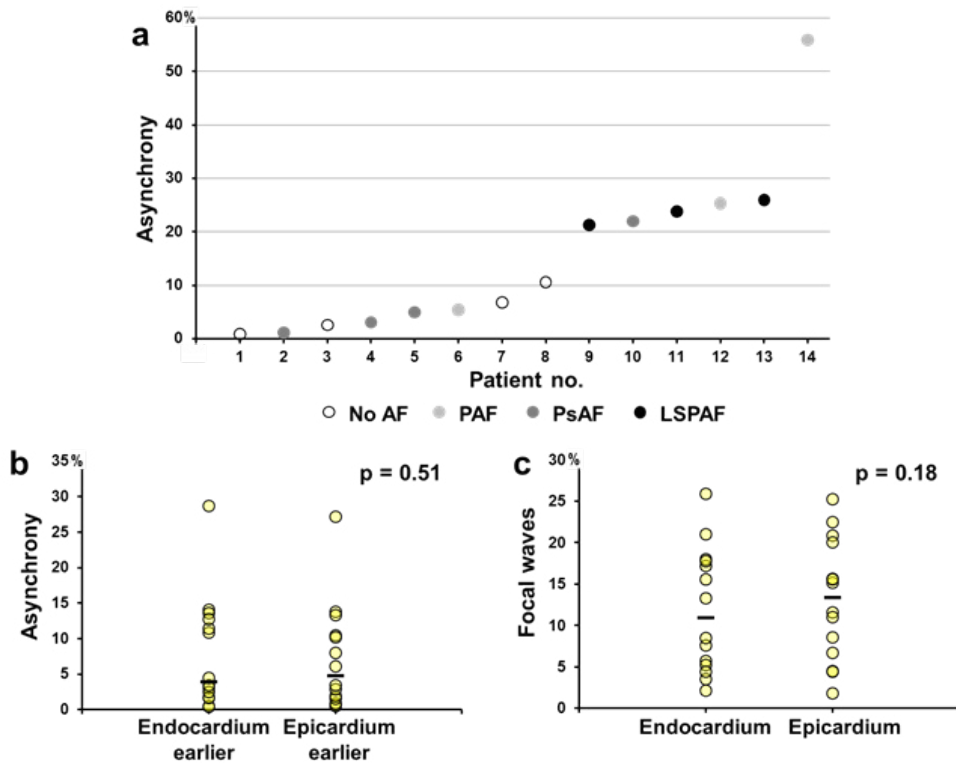 a
60%
50
40
30
20
10
0
Asynchrony
1 2 3 4 5 6 7 8 9 10 11 12 13 14
Patient no.
No AF PAF PsAF LSPAF
b
35%
30
25
20
15
10
5
0
Asynchrony
p = 0.51
Endocardium earlier
Epicardium earlier
c
30%
25
20
15
10
5
0
Focal waves
p = 0.18
Endocardium Epicardium